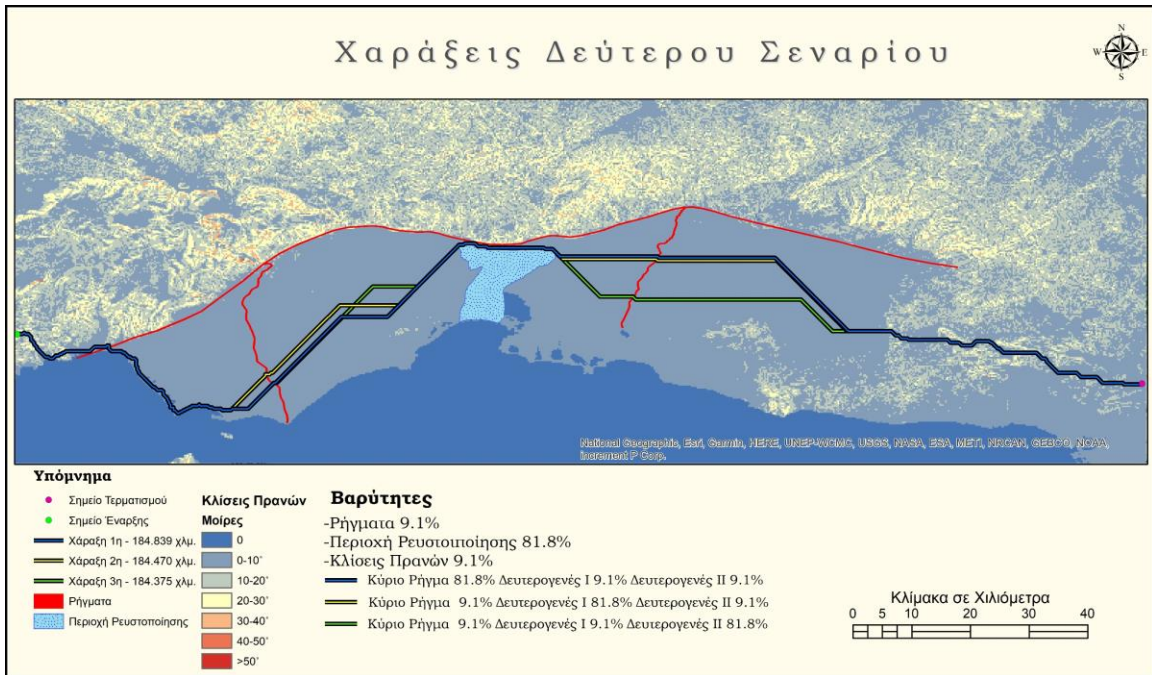 Χαράξεις Δεύτερου Σεναρίου
N
W E
S
National Geographic, Esri, Garmin, HERE, UNEP-WCMC, USGS, NASA, ESA, METI, NRCAN, GEBCO, NOAA,
increment P Corp.
Υπόμνημα
Σημείο Τερματισμού
Σημείο Έναρξης
Χάραξη 1η - 184.839 χλμ.
Χάραξη 2η - 184.470 χλμ.
Χάραξη 3η - 184.375 χλμ.
Ρήγματα
Περιοχή Ρευστοποίησης
Κλίσεις Πρανών
Μοίρες
0
0-10°
10-20°
20-30°
30-40°
40-50°
>50°
Βαρύτητες
-Ρήγματα 9.1%
-Περιοχή Ρευστοποίησης 81.8%
-Κλίσεις Πρανών 9.1%
Κύριο Ρήγμα 81.8% Δευτερογενές I 9.1% Δευτερογενές II 9.1%
Κύριο Ρήγμα 9.1% Δευτερογενές I 81.8% Δευτερογενές II 9.1%
Κύριο Ρήγμα 9.1% Δευτερογενές I 9.1% Δευτερογενές II 81.8%
Κλίμακα σε Χιλιόμετρα
0 5 10 20 30 40